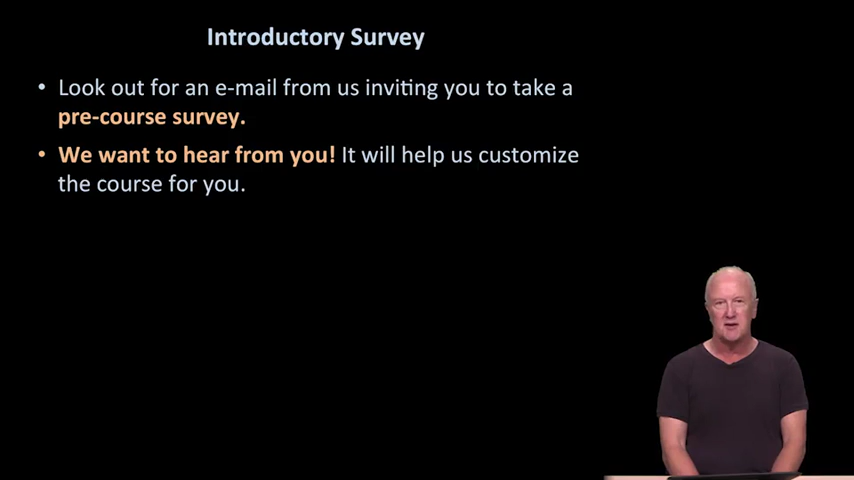 Introductory Survey
• Look out for an e-mail from us inviting you to take a
pre-course survey.
• We want to hear from you! It will help us customize
the course for you.